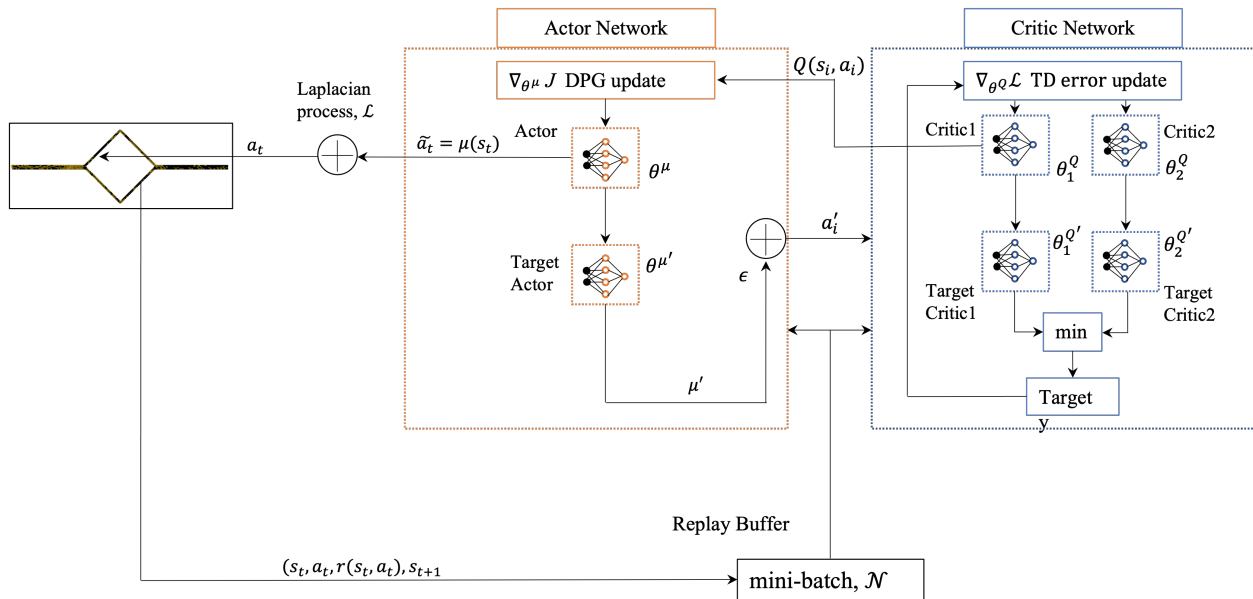 Actor Network
Critic Network
∇_{θ^μ} J DPG update
Q(s_i, a_i)
∇_{θ^Q} ℒ TD error update
Laplacian
process, ℒ
Actor
ã_t = μ(s_t)
a_t
θ^μ
Critic1
θ_1^Q
Critic2
θ_2^Q
Target
Actor
θ^{μ′}
ϵ
a_i′
θ_1^{Q′}
θ_2^{Q′}
Target
Critic1
Target
Critic2
min
μ′
Target
y
Replay Buffer
(s_t, a_t, r(s_t, a_t), s_{t+1}
mini-batch, 𝒩